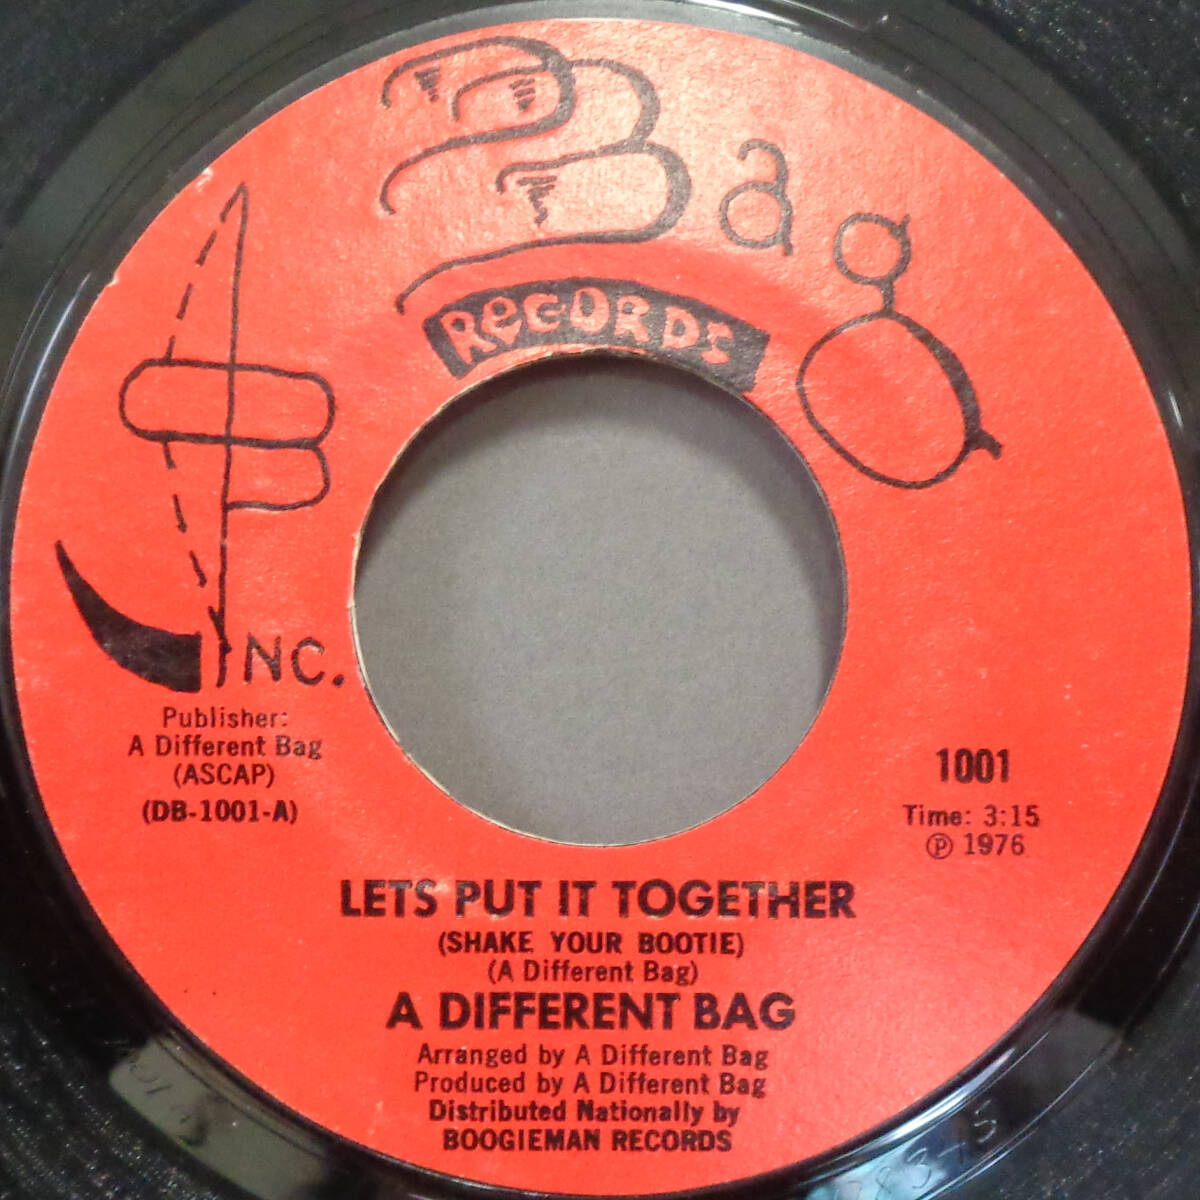 Bag
RECORDS
INC.
Publisher:
A Different Bag
(ASCAP)
(DB-1001-A)
1001
Time: 3:15
Ⓟ 1976
LETS PUT IT TOGETHER
(SHAKE YOUR BOOTIE)
(A Different Bag)
A DIFFERENT BAG
Arranged by A Different Bag
Produced by A Different Bag
Distributed Nationally by
BOOGIEMAN RECORDS